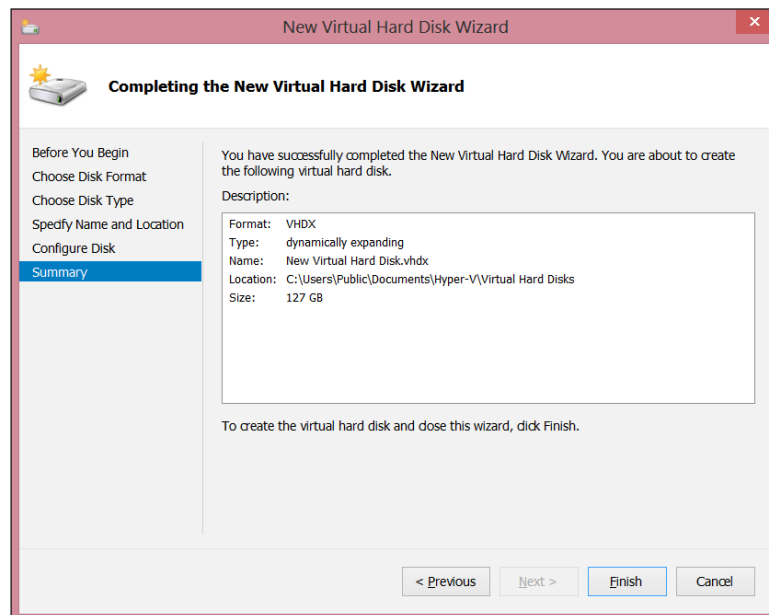 New Virtual Hard Disk Wizard
Completing the New Virtual Hard Disk Wizard
Before You Begin
Choose Disk Format
Choose Disk Type
Specify Name and Location
Configure Disk
Summary
You have successfully completed the New Virtual Hard Disk Wizard. You are about to create
the following virtual hard disk.
Description:
Format: VHDX
Type: dynamically expanding
Name: New Virtual Hard Disk.vhdx
Location: C:\Users\Public\Documents\Hyper-V\Virtual Hard Disks
Size: 127 GB
To create the virtual hard disk and close this wizard, click Finish.
< Previous
Next >
Finish
Cancel